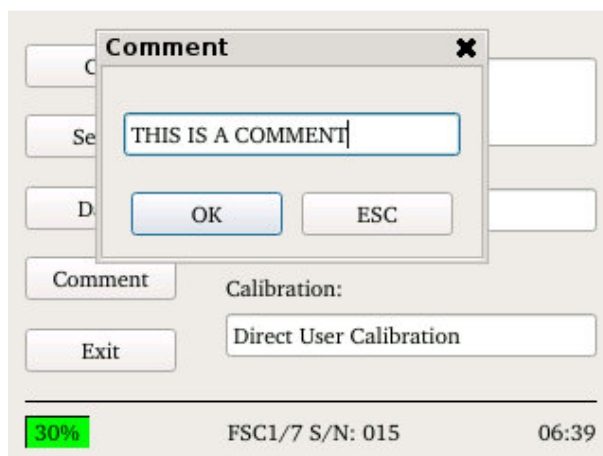 Comment
THIS IS A COMMENT
OK ESC
Comment
Calibration:
Exit
Direct User Calibration
30% FSC1/7 S/N: 015 06:39